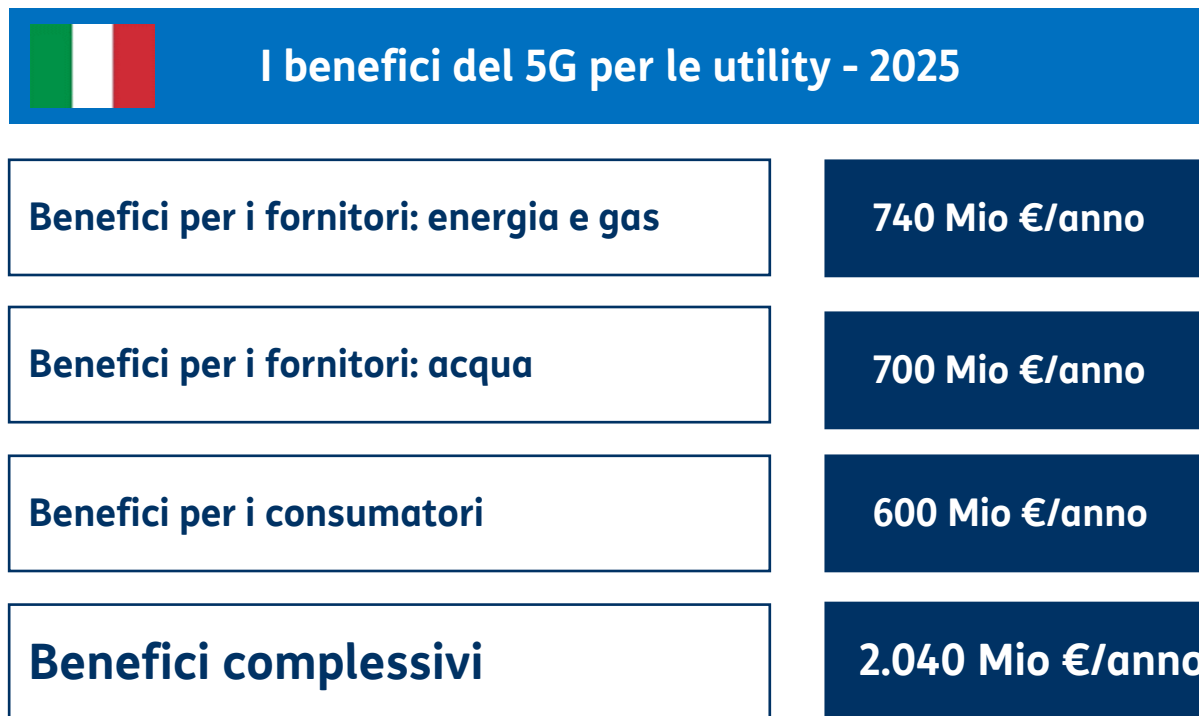 I benefici del 5G per le utility - 2025
Benefici per i fornitori: energia e gas
740 Mio €/anno
Benefici per i fornitori: acqua
700 Mio €/anno
Benefici per i consumatori
600 Mio €/anno
Benefici complessivi
2.040 Mio €/anno